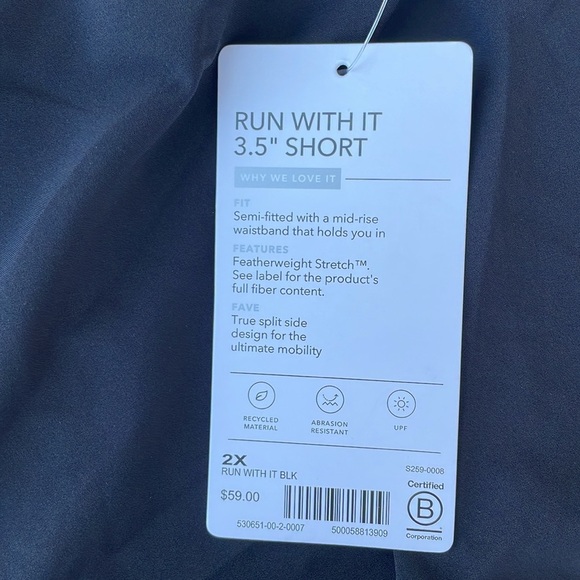 RUN WITH IT
3.5" SHORT
WHY WE LOVE IT
FIT
Semi-fitted with a mid-rise
waistband that holds you in
FEATURES
Featherweight Stretch™.
See label for the product's
full fiber content.
FAVE
True split side
design for the
ultimate mobility
RECYCLED
MATERIAL
ABRASION
RESISTANT
UPF
2X
RUN WITH IT BLK
$59.00
530651-00-2-0007
500058813909
S259-0008
Certified
B
Corporation